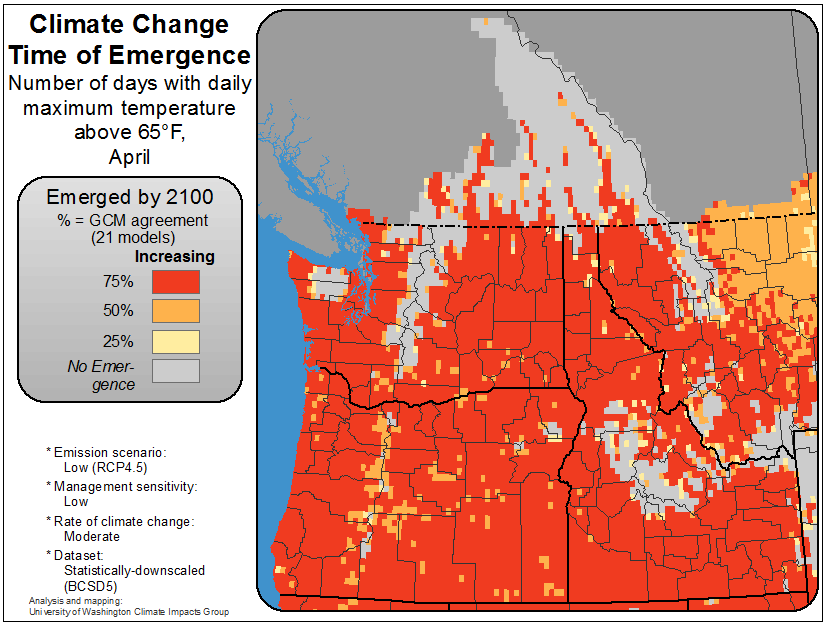 Climate Change
Time of Emergence
Number of days with daily
maximum temperature
above 65°F,
April
Emerged by 2100
% = GCM agreement
(21 models)
Increasing
75%
50%
25%
No Emer-
gence
* Emission scenario:
Low (RCP4.5)
* Management sensitivity:
Low
* Rate of climate change:
Moderate
* Dataset:
Statistically-downscaled
(BCSD5)
Analysis and mapping:
University of Washington Climate Impacts Group